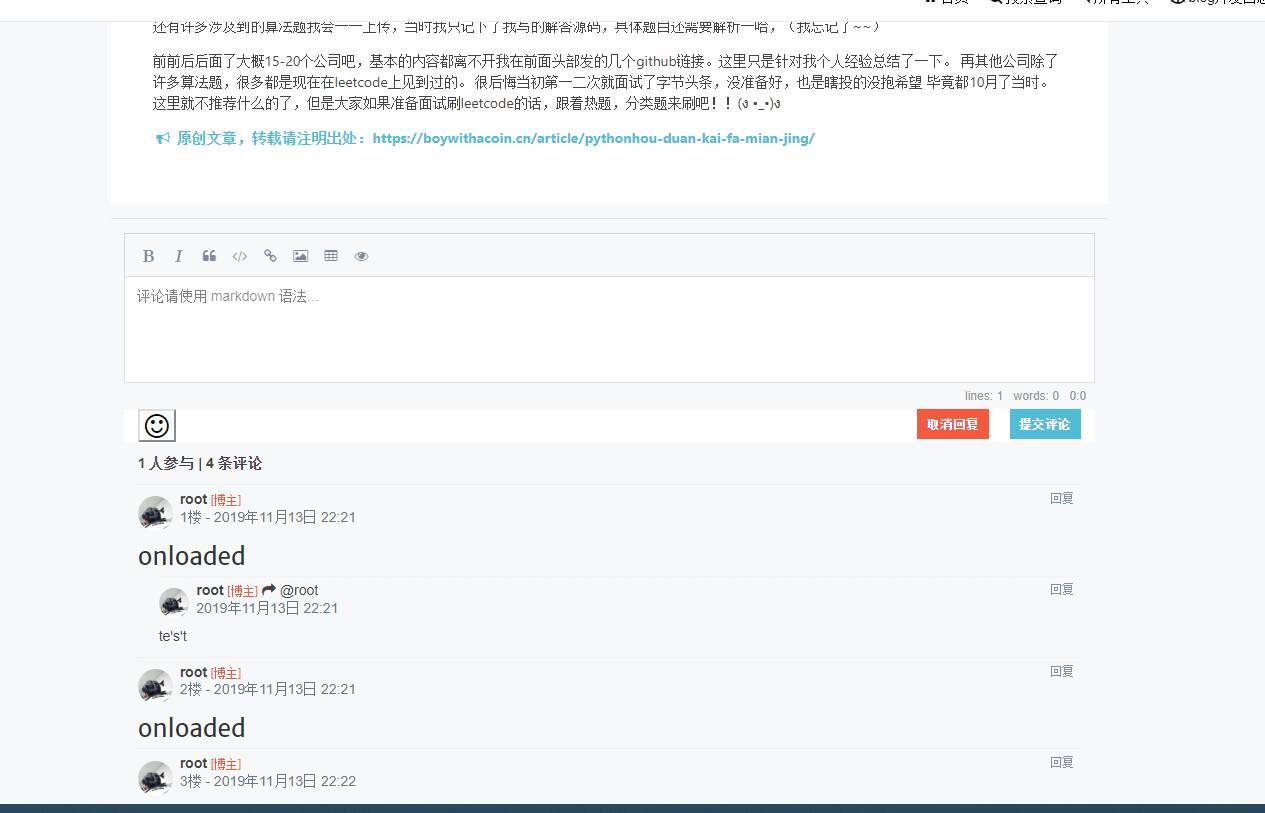 首页 搜索查询 所有工具
还有许多涉及到的算法题我会一一上传，当时我只记下了我写的解答源码，具体题目还需要解析一哈，（我忘记了~~）
前前后后面了大概15-20个公司吧，基本的内容都离不开我在前面头部发的几个github链接。这里只是针对我个人经验总结了一下。 再其他公司除了
许多算法题，很多都是现在在leetcode上见到过的。 很后悔当初第一二次就面试了字节头条，没准备好，也是瞎投的没抱希望 毕竟都10月了当时。
这里就不推荐什么的了，但是大家如果准备面试刷leetcode的话，跟着热题，分类题来刷吧！！(ง •_•)ง
原创文章，转载请注明出处：https://boywithacoin.cn/article/pythonhou-duan-kai-fa-mian-jing/
B I
评论请使用 markdown 语法...
lines: 1 words: 0 0:0
取消回复 提交评论
1 人参与 | 4 条评论
root [博主] 回复
1楼 - 2019年11月13日 22:21
onloaded
root [博主] @root 回复
2019年11月13日 22:21
te's't
root [博主] 回复
2楼 - 2019年11月13日 22:21
onloaded
root [博主] 回复
3楼 - 2019年11月13日 22:22